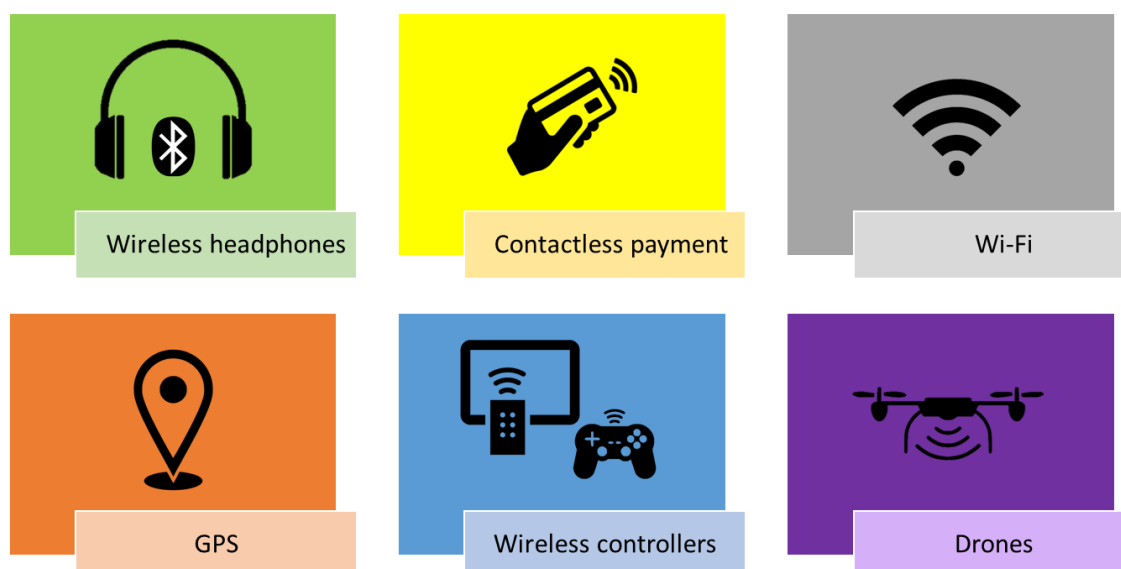 Wireless headphones
Contactless payment
Wi-Fi
GPS
Wireless controllers
Drones